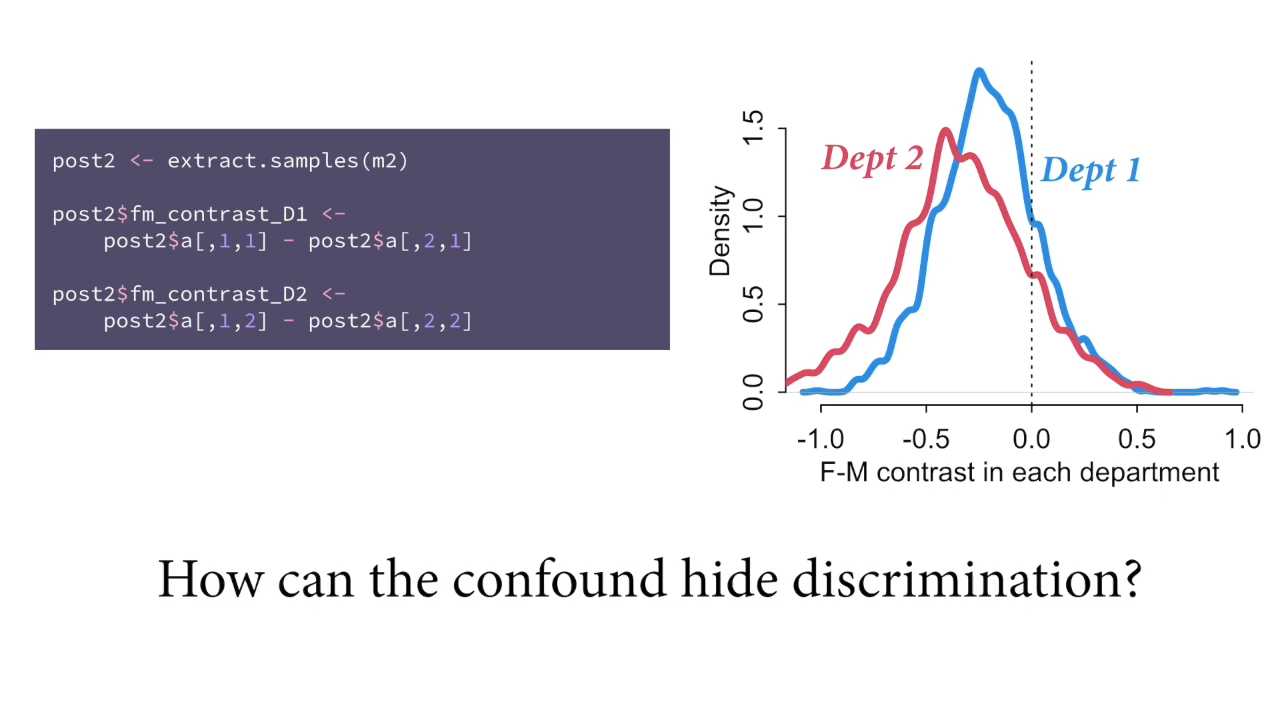 post2 <- extract.samples(m2)
post2$fm_contrast_D1 <-
post2$a[,1,1] - post2$a[,2,1]
post2$fm_contrast_D2 <-
post2$a[,1,2] - post2$a[,2,2]
Dept 2
Dept 1
Density
0.0 0.5 1.0 1.5
-1.0 -0.5 0.0 0.5 1.0
F-M contrast in each department
How can the confound hide discrimination?